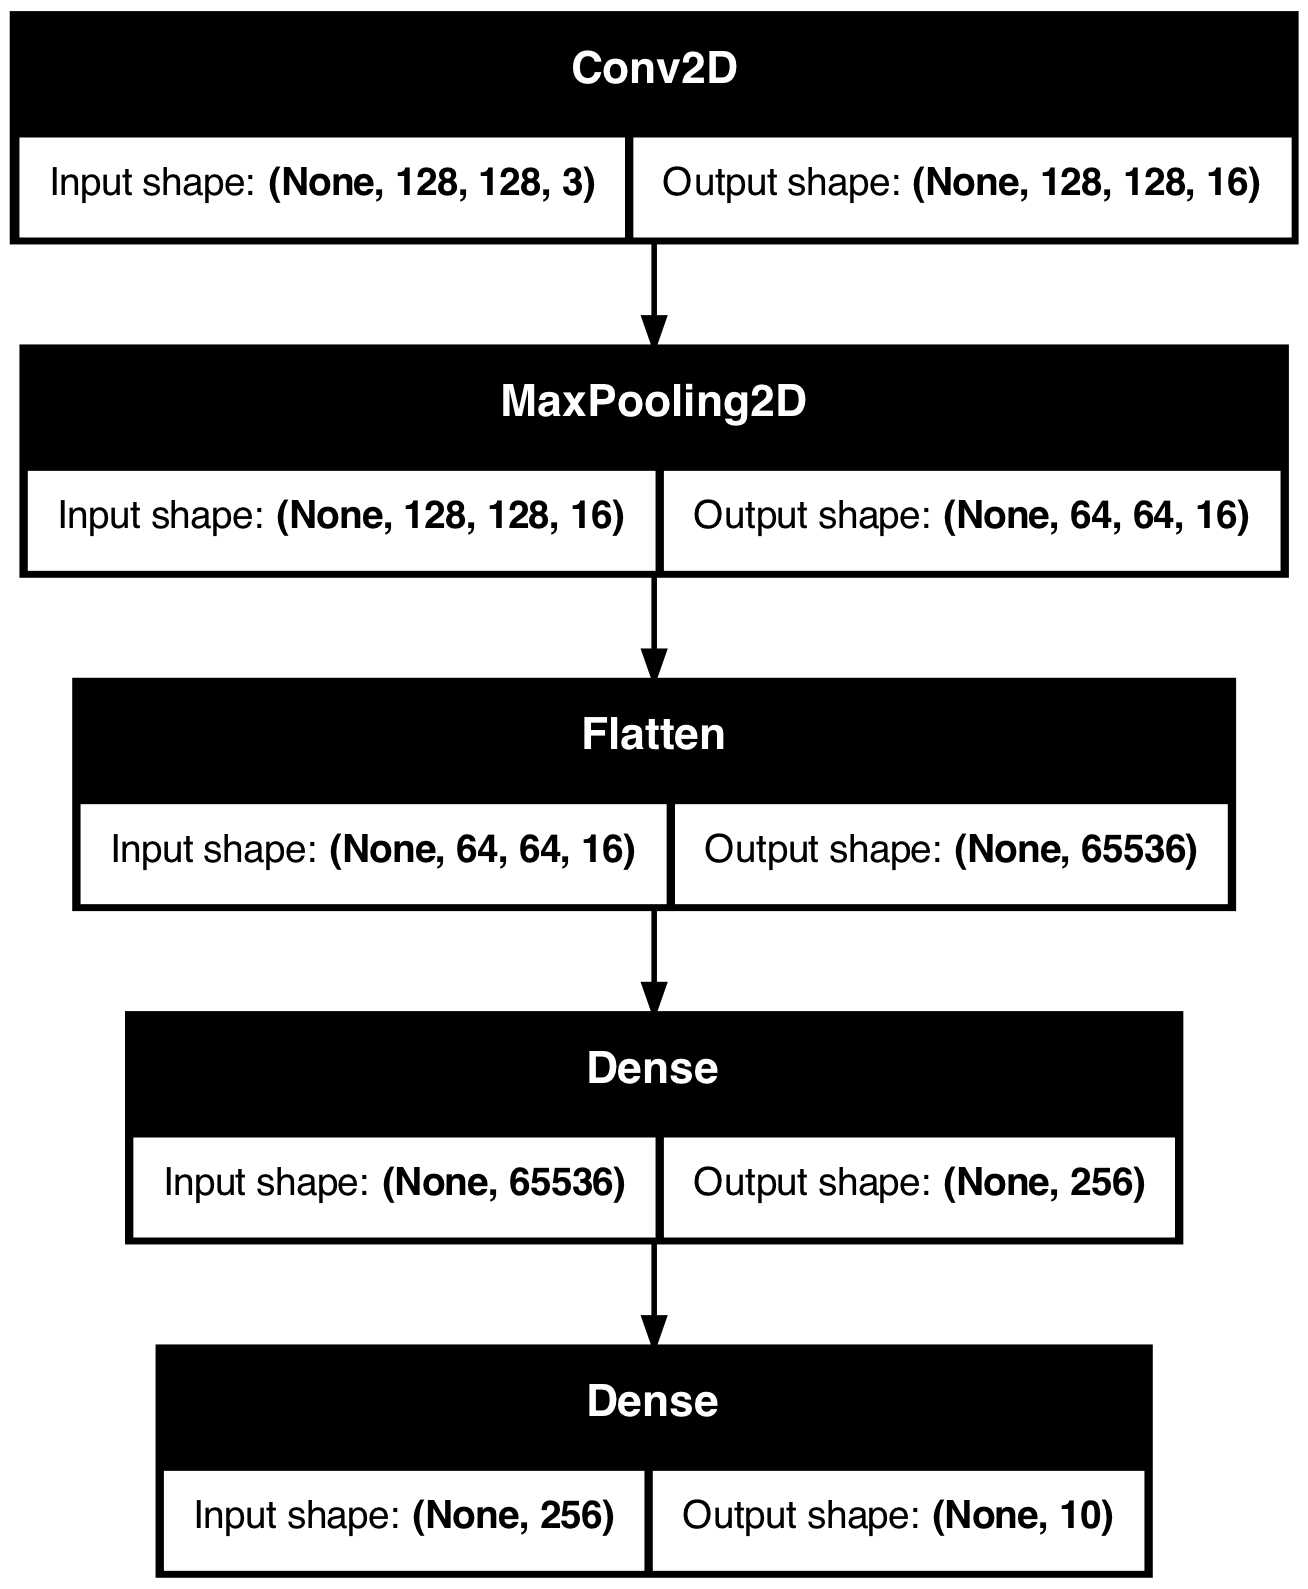 Conv2D
Input shape: (None, 128, 128, 3) Output shape: (None, 128, 128, 16)
MaxPooling2D
Input shape: (None, 128, 128, 16) Output shape: (None, 64, 64, 16)
Flatten
Input shape: (None, 64, 64, 16) Output shape: (None, 65536)
Dense
Input shape: (None, 65536) Output shape: (None, 256)
Dense
Input shape: (None, 256) Output shape: (None, 10)